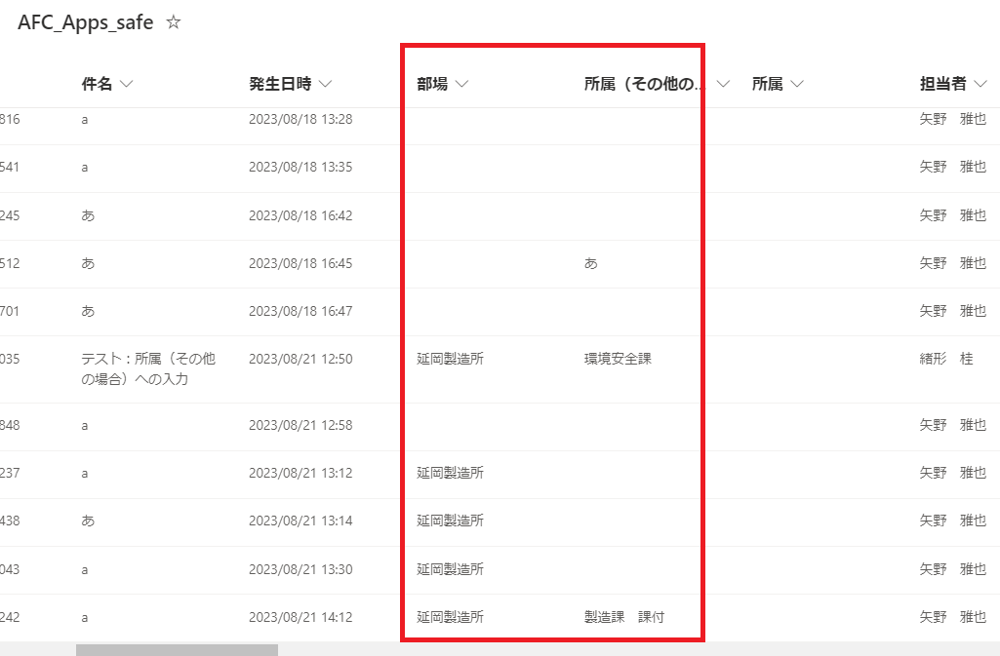 AFC_Apps_safe ☆
件名 発生日時 部場 所属（その他の... 所属 担当者
816 a 2023/08/18 13:28 矢野　雅也
541 a 2023/08/18 13:35 矢野　雅也
245 あ 2023/08/18 16:42 矢野　雅也
512 あ 2023/08/18 16:45 あ 矢野　雅也
701 あ 2023/08/18 16:47 矢野　雅也
035 テスト：所属（その他 2023/08/21 12:50 延岡製造所 環境安全課 緒形　桂
の場合）への入力
848 a 2023/08/21 12:58 矢野　雅也
237 a 2023/08/21 13:12 延岡製造所 矢野　雅也
438 あ 2023/08/21 13:14 延岡製造所 矢野　雅也
043 a 2023/08/21 13:30 延岡製造所 矢野　雅也
242 a 2023/08/21 14:12 延岡製造所 製造課　課付 矢野　雅也